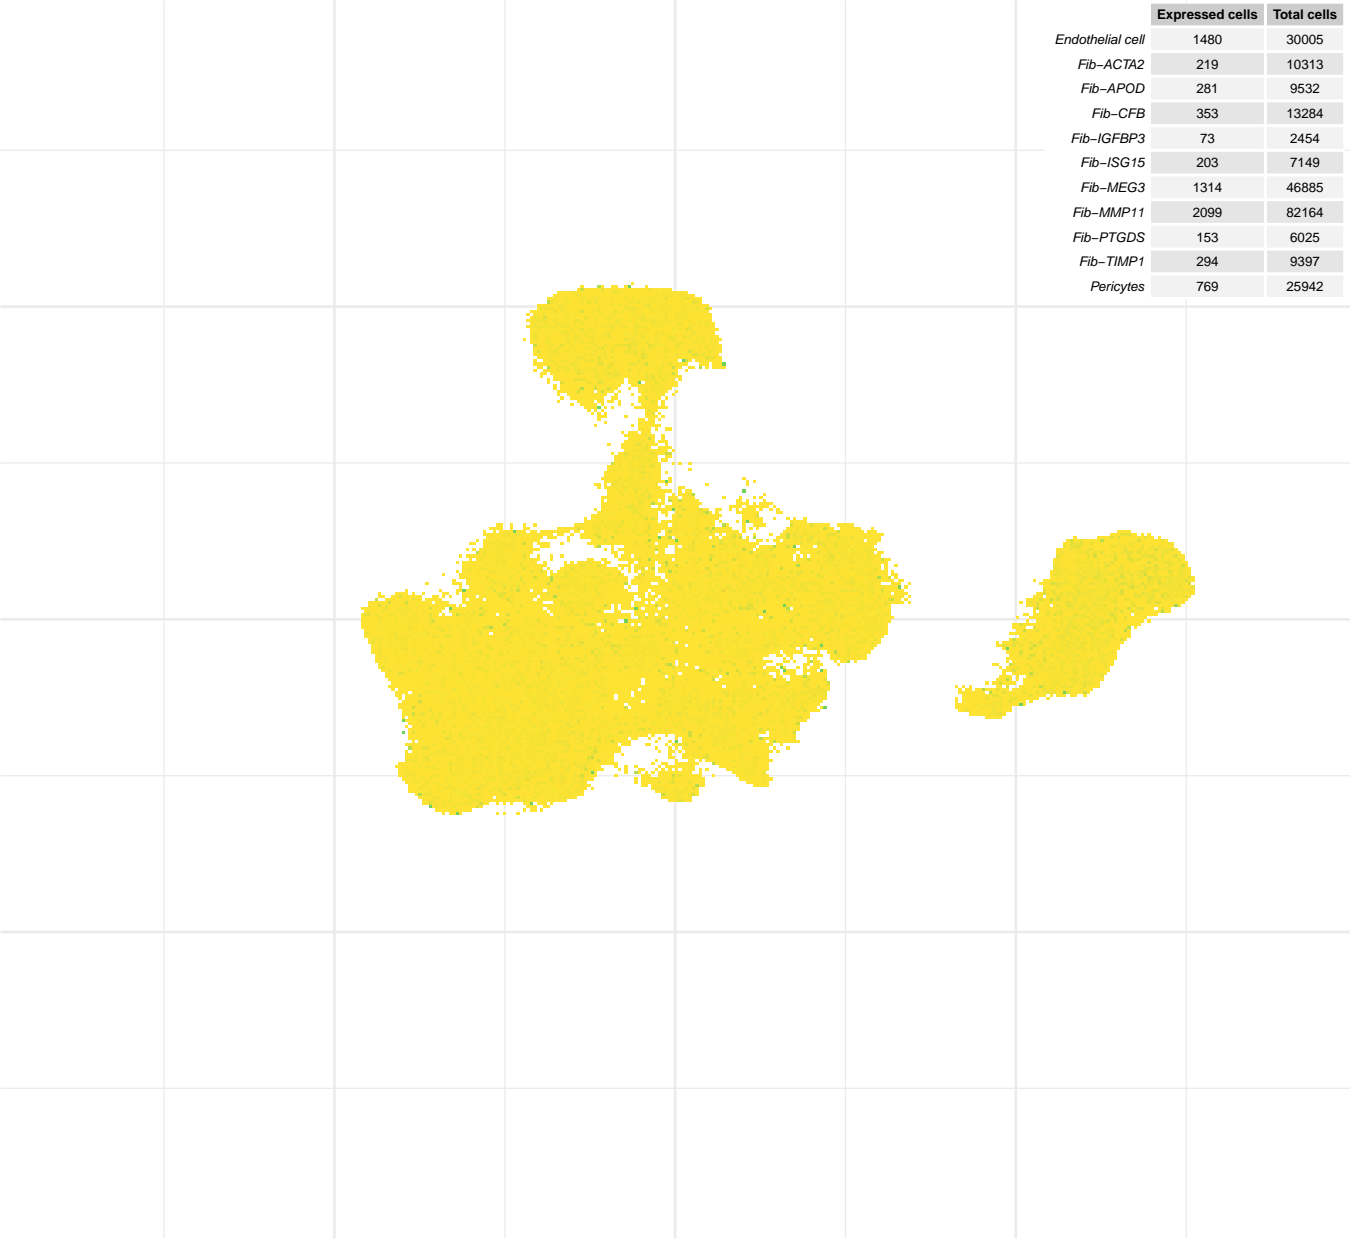 Expressed cells Total cells
Endothelial cell 1480 30005
Fib−ACTA2 219 10313
Fib−APOD 281 9532
Fib−CFB 353 13284
Fib−IGFBP3 73 2454
Fib−ISG15 203 7149
Fib−MEG3 1314 46885
Fib−MMP11 2099 82164
Fib−PTGDS 153 6025
Fib−TIMP1 294 9397
Pericytes 769 25942